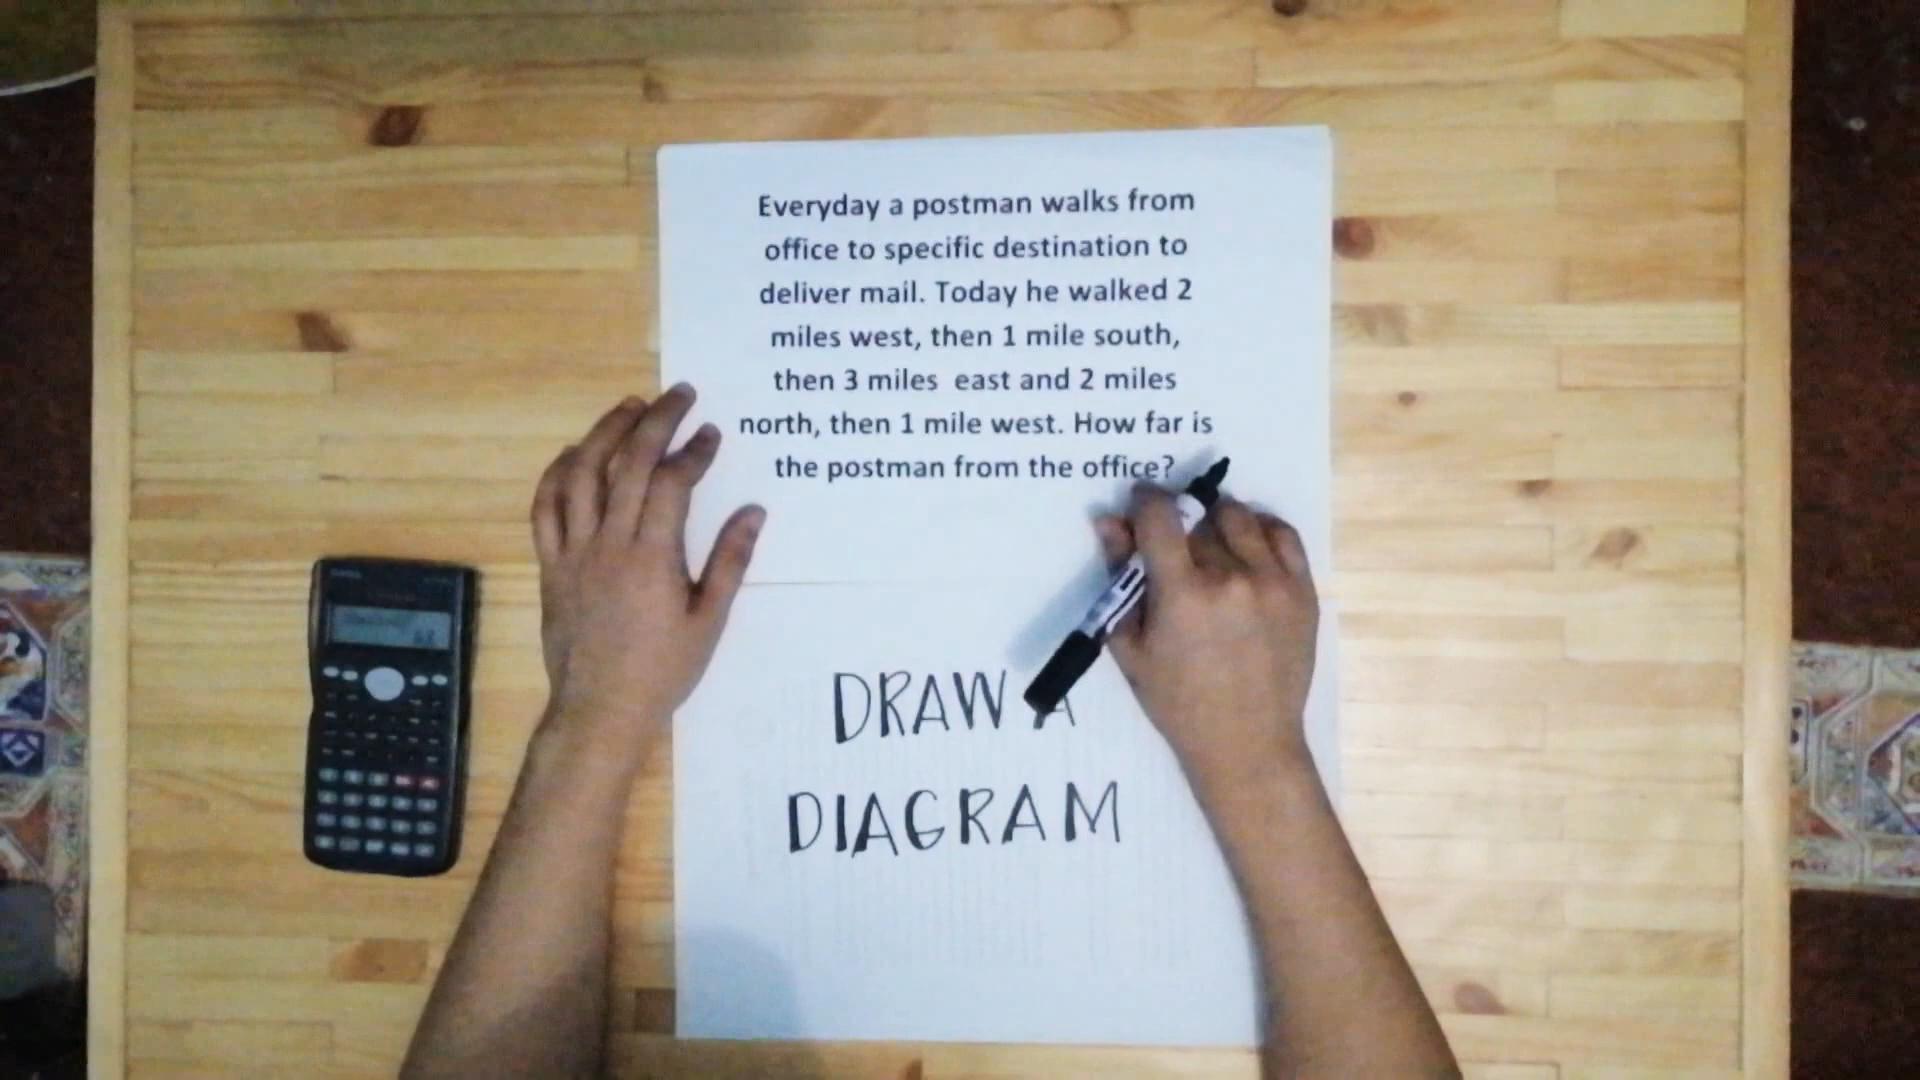 Everyday a postman walks from
office to specific destination to
deliver mail. Today he walked 2
miles west, then 1 mile south,
then 3 miles east and 2 miles
north, then 1 mile west. How far is
the postman from the office?
DRAW A
DIAGRAM